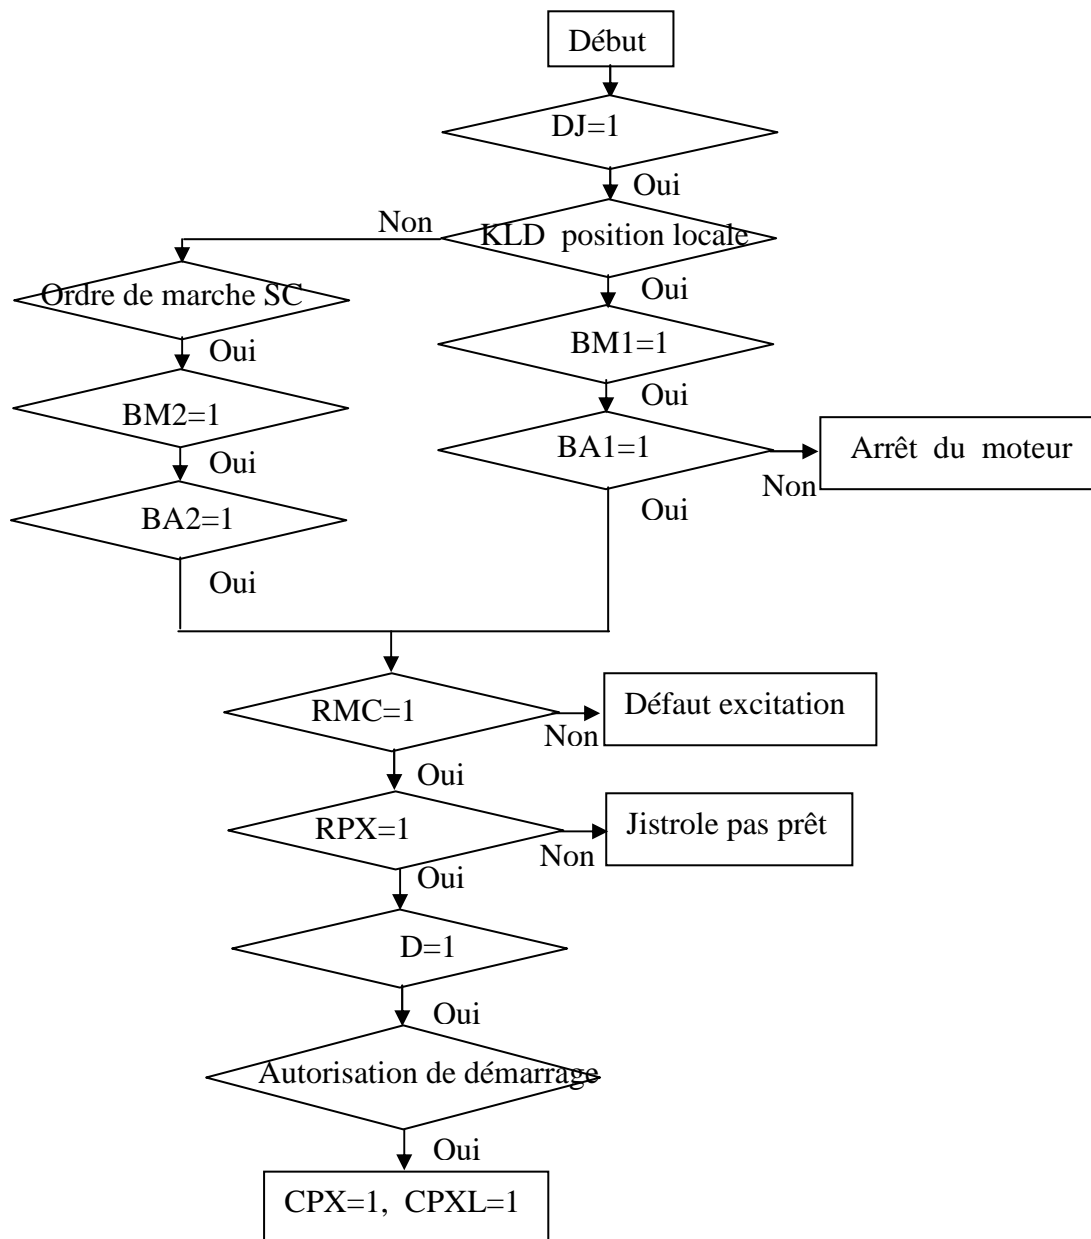 Début
DJ=1
Oui
Non
KLD position locale
Oui
Ordre de marche SC
Oui
BM1=1
Oui
BM2=1
Oui
BA1=1
Non
Arrêt du moteur
Oui
BA2=1
Oui
RMC=1
Non
Défaut excitation
Oui
RPX=1
Non
Jistrole pas prêt
Oui
D=1
Oui
Autorisation de démarrage
Oui
CPX=1, CPXL=1